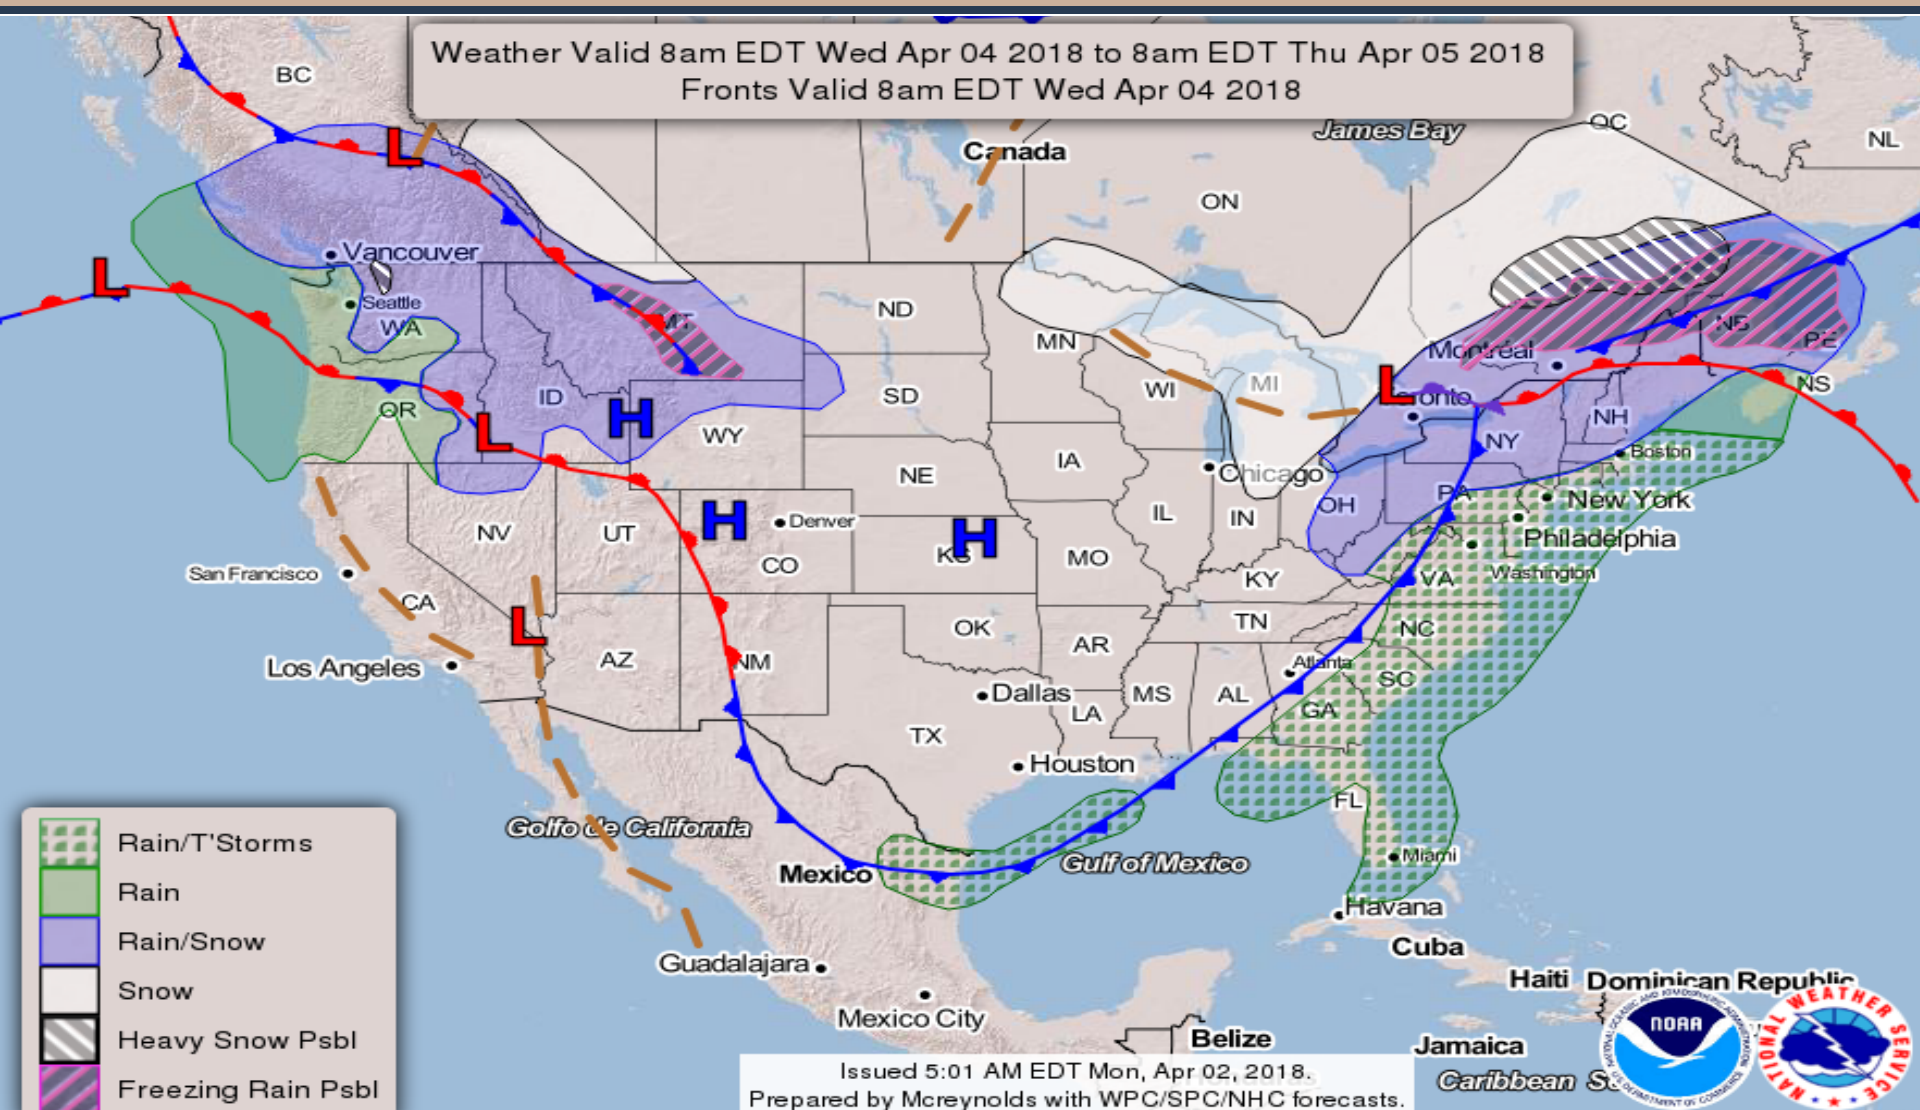 Weather Valid 8am EDT Wed Apr 04 2018 to 8am EDT Thu Apr 05 2018
Fronts Valid 8am EDT Wed Apr 04 2018
BC
James Bay
QC
NL
Canada
ON
L
Vancouver
L
Seattle
WA
MT
ND
MN
Montréal
NB
PE
NS
OR
ID
H
WY
SD
WI
MI
L
Toronto
NH
NY
Boston
L
NE
IA
Chicago
OH
PA
New York
NV
UT
H
Denver
CO
H
KS
MO
IL
IN
KY
VA
Philadelphia
Washington
San Francisco
CA
L
Los Angeles
AZ
NM
OK
AR
TN
NC
Atlanta
SC
Dallas
LA
MS
AL
GA
TX
Houston
FL
Miami
Golfo de California
Mexico
Gulf of Mexico
Havana
Cuba
Guadalajara
Mexico City
Haiti
Dominican Republic
Belize
Jamaica
Caribbean
Honduras
Rain/T'Storms
Rain
Rain/Snow
Snow
Heavy Snow Psbl
Freezing Rain Psbl
Issued 5:01 AM EDT Mon, Apr 02, 2018.
Prepared by Mcreynolds with WPC/SPC/NHC forecasts.
NOAA
NATIONAL WEATHER SERVICE